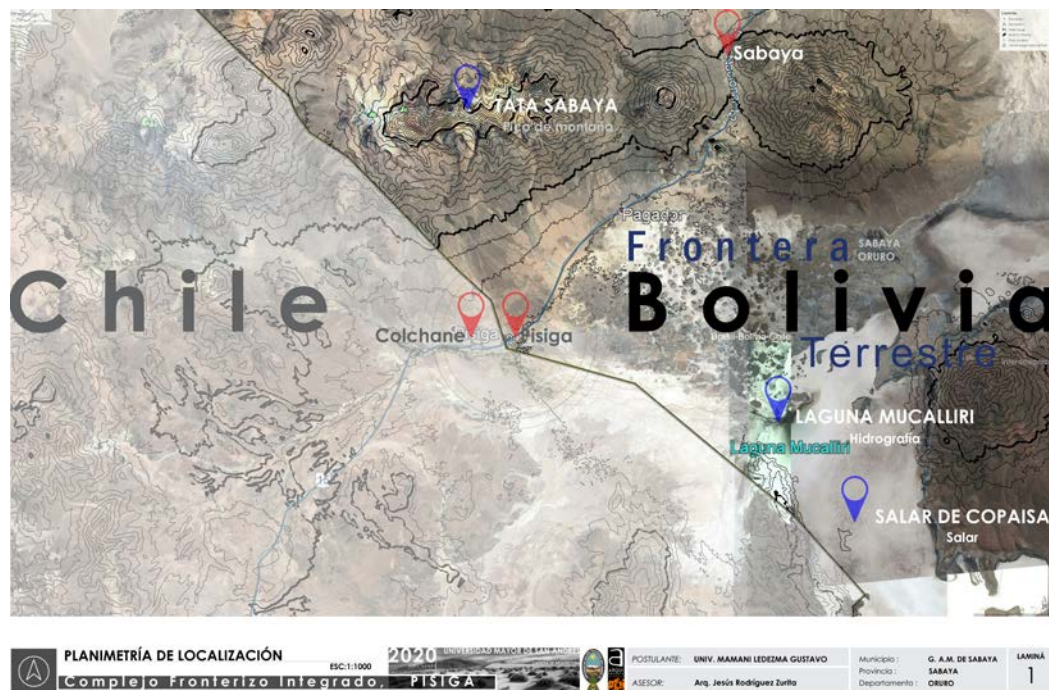 Sabaya
TATA SABAYA
Pico de montaña
Pagador
Frontera
SABAYA
ORURO
Chile
Bolivia
Colchane
Pisiga
Terrestre
LAGUNA MUCALLIRI
Hidrografía
Laguna Mucalliri
SALAR DE COPAISA
Salar
PLANIMETRÍA DE LOCALIZACIÓN
ESC:1:1000
Complejo Fronterizo Integrado, PISIGA
2020
UNIVERSIDAD MAYOR DE SAN ANDRES
POSTULANTE: UNIV. MAMANI LEDEZMA GUSTAVO
ASESOR: Arq. Jesús Rodríguez Zurita
Municipio : G. A.M. DE SABAYA
Provincia : SABAYA
Departamento : ORURO
LAMINÁ
1